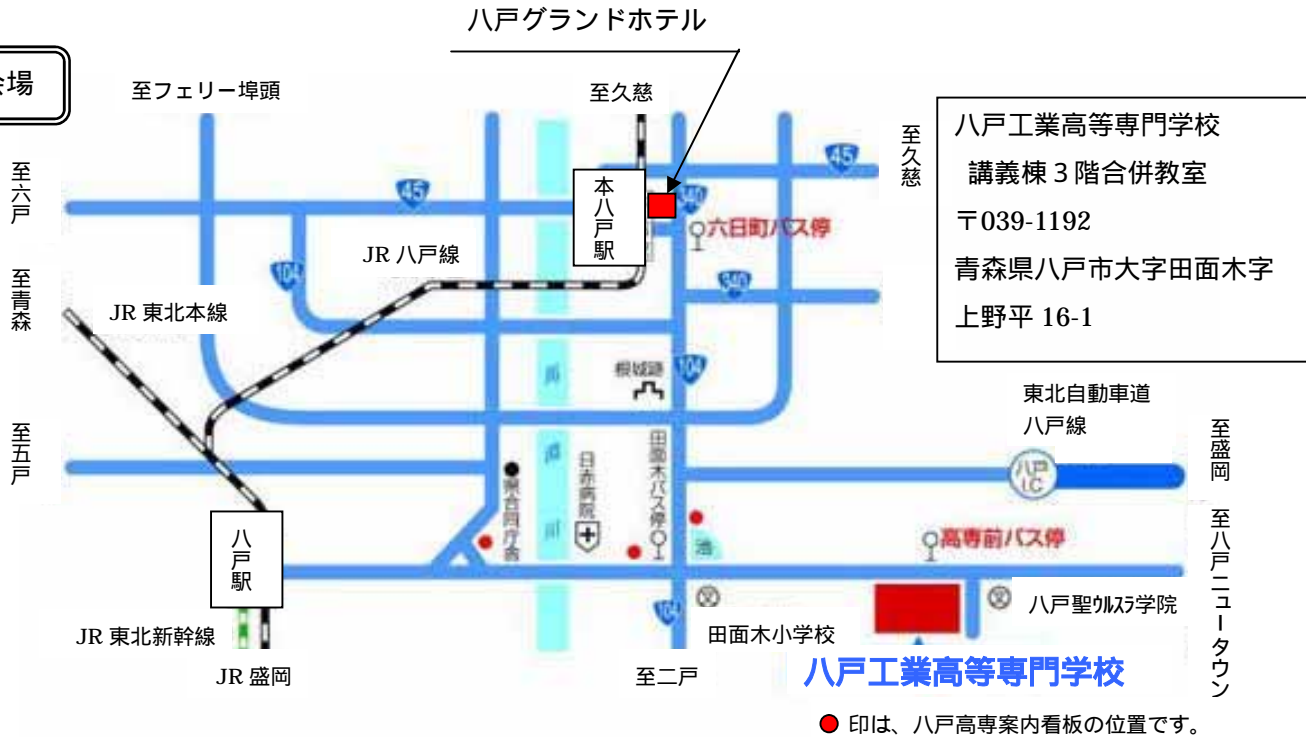 八戸グランドホテル
会場
至フェリー埠頭
至久慈
至久慈
八戸工業高等専門学校
講義棟３階合併教室
〒039-1192
青森県八戸市大字田面木字
上野平 16-1
至六戸
45
45
本八戸駅
340
六日町バス停
JR 八戸線
104
340
至青森
JR 東北本線
川
根城跡
104
東北自動車道
八戸線
至五戸
至盛岡
八戸
I.C
県合同庁舎
淵
日赤病院
田面木バス停
池
川
高専前バス停
八戸駅
至八戸ニュータウン
104
文
文
八戸聖ウルスラ学院
田面木小学校
JR 東北新幹線
JR 盛岡
至二戸
八戸工業高等専門学校
印は、八戸高専案内看板の位置です。